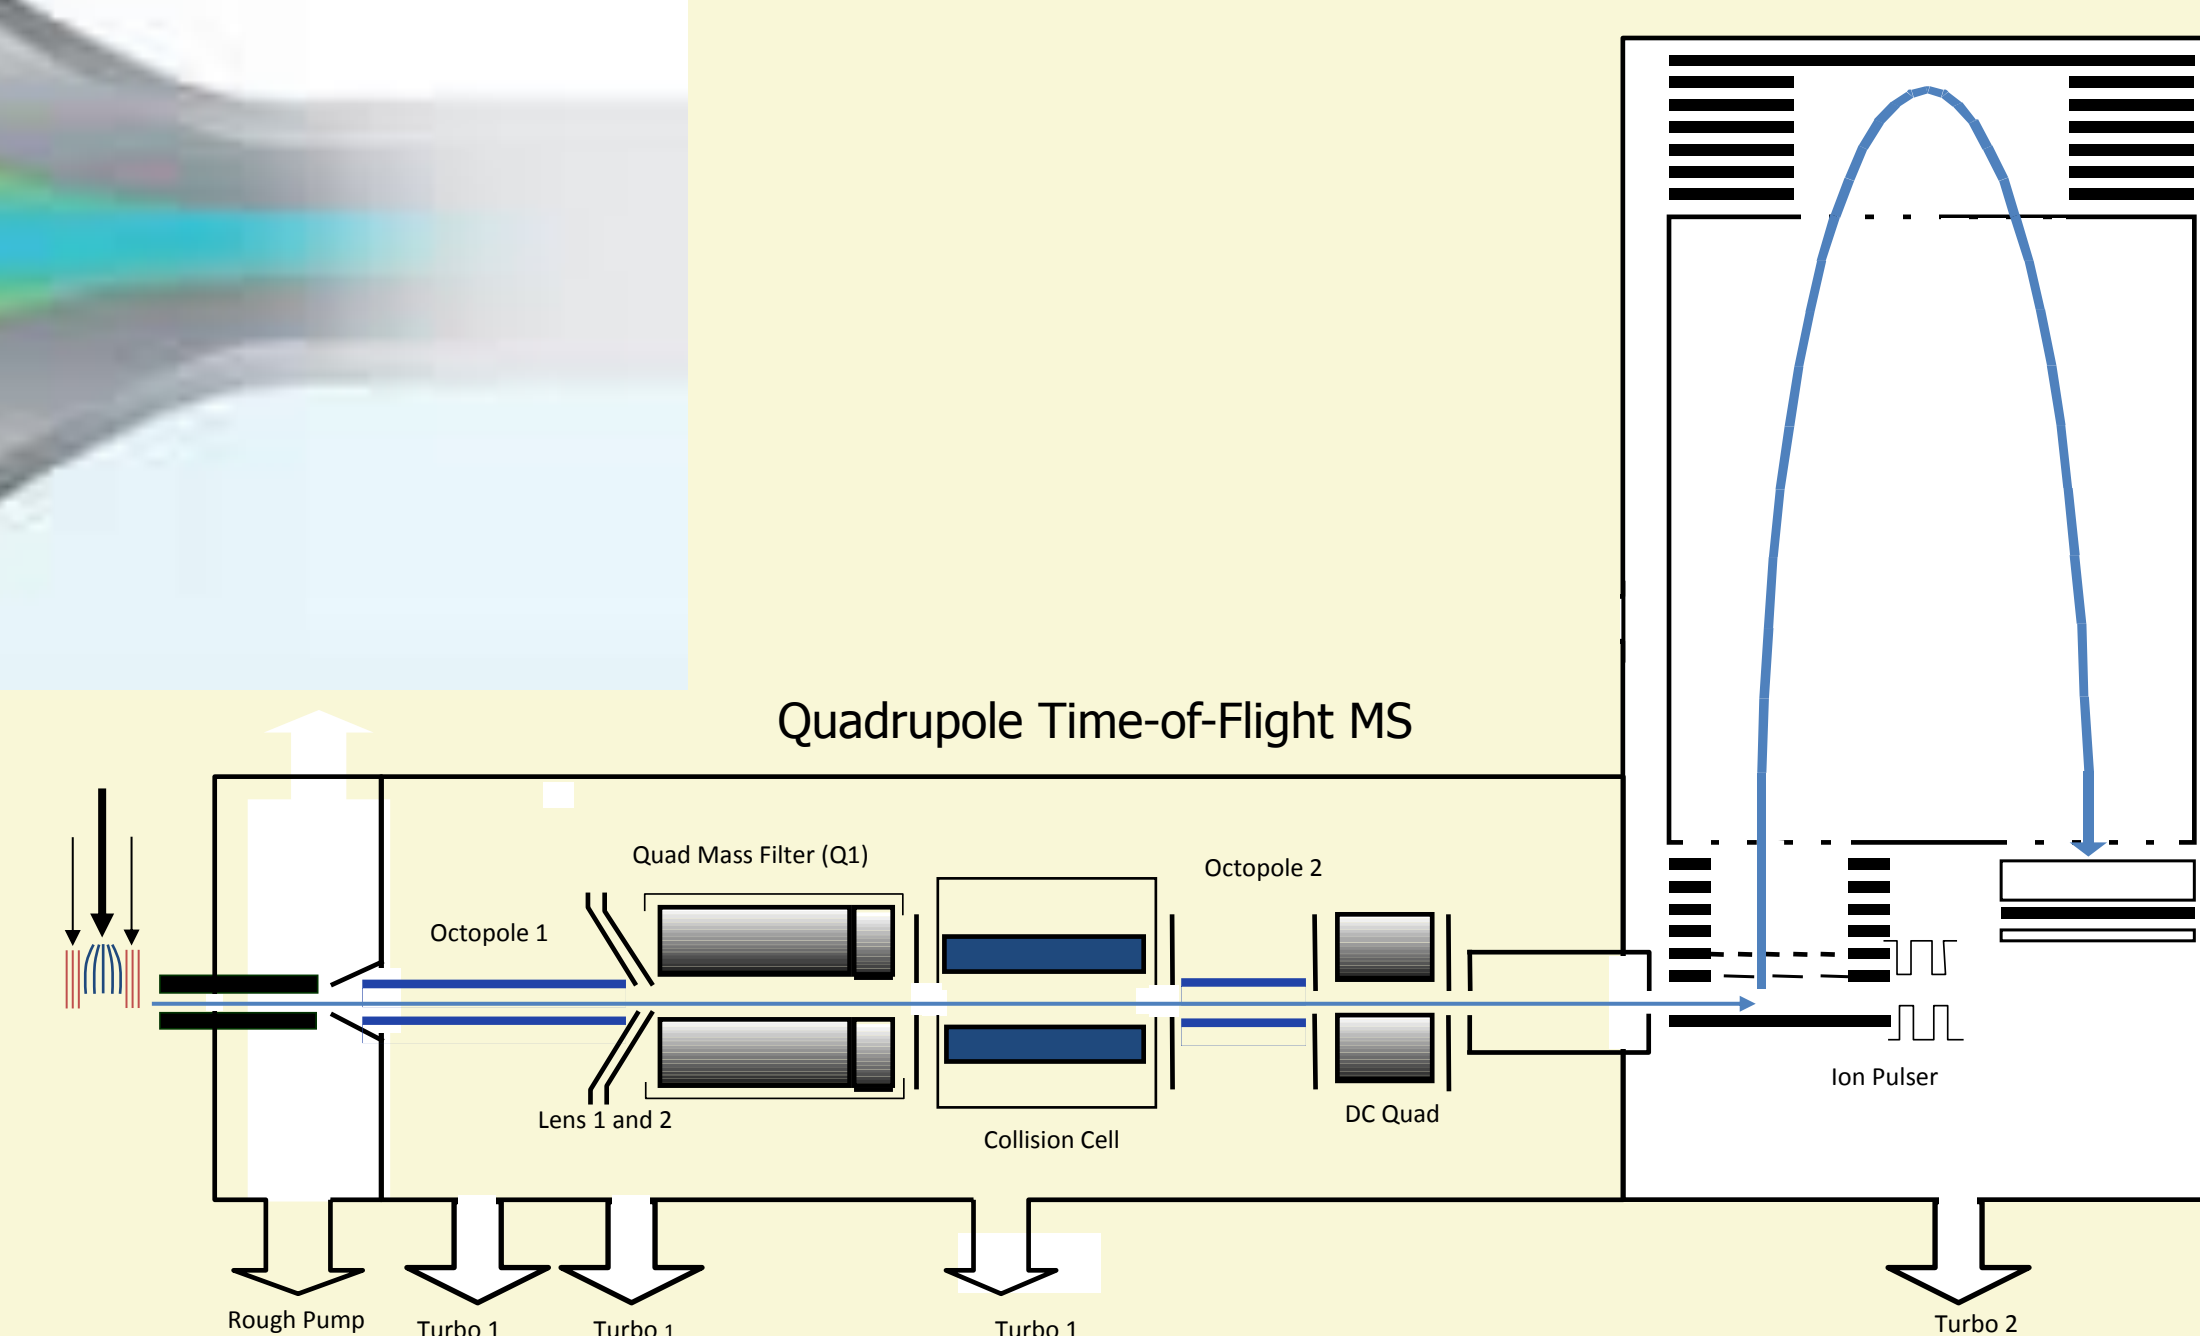 Quadrupole Time-of-Flight MS
Quad Mass Filter (Q1)
Octopole 2
Octopole 1
Ion Pulser
Lens 1 and 2
DC Quad
Collision Cell
Rough Pump
Turbo 1
Turbo 1
Turbo 1
Turbo 2